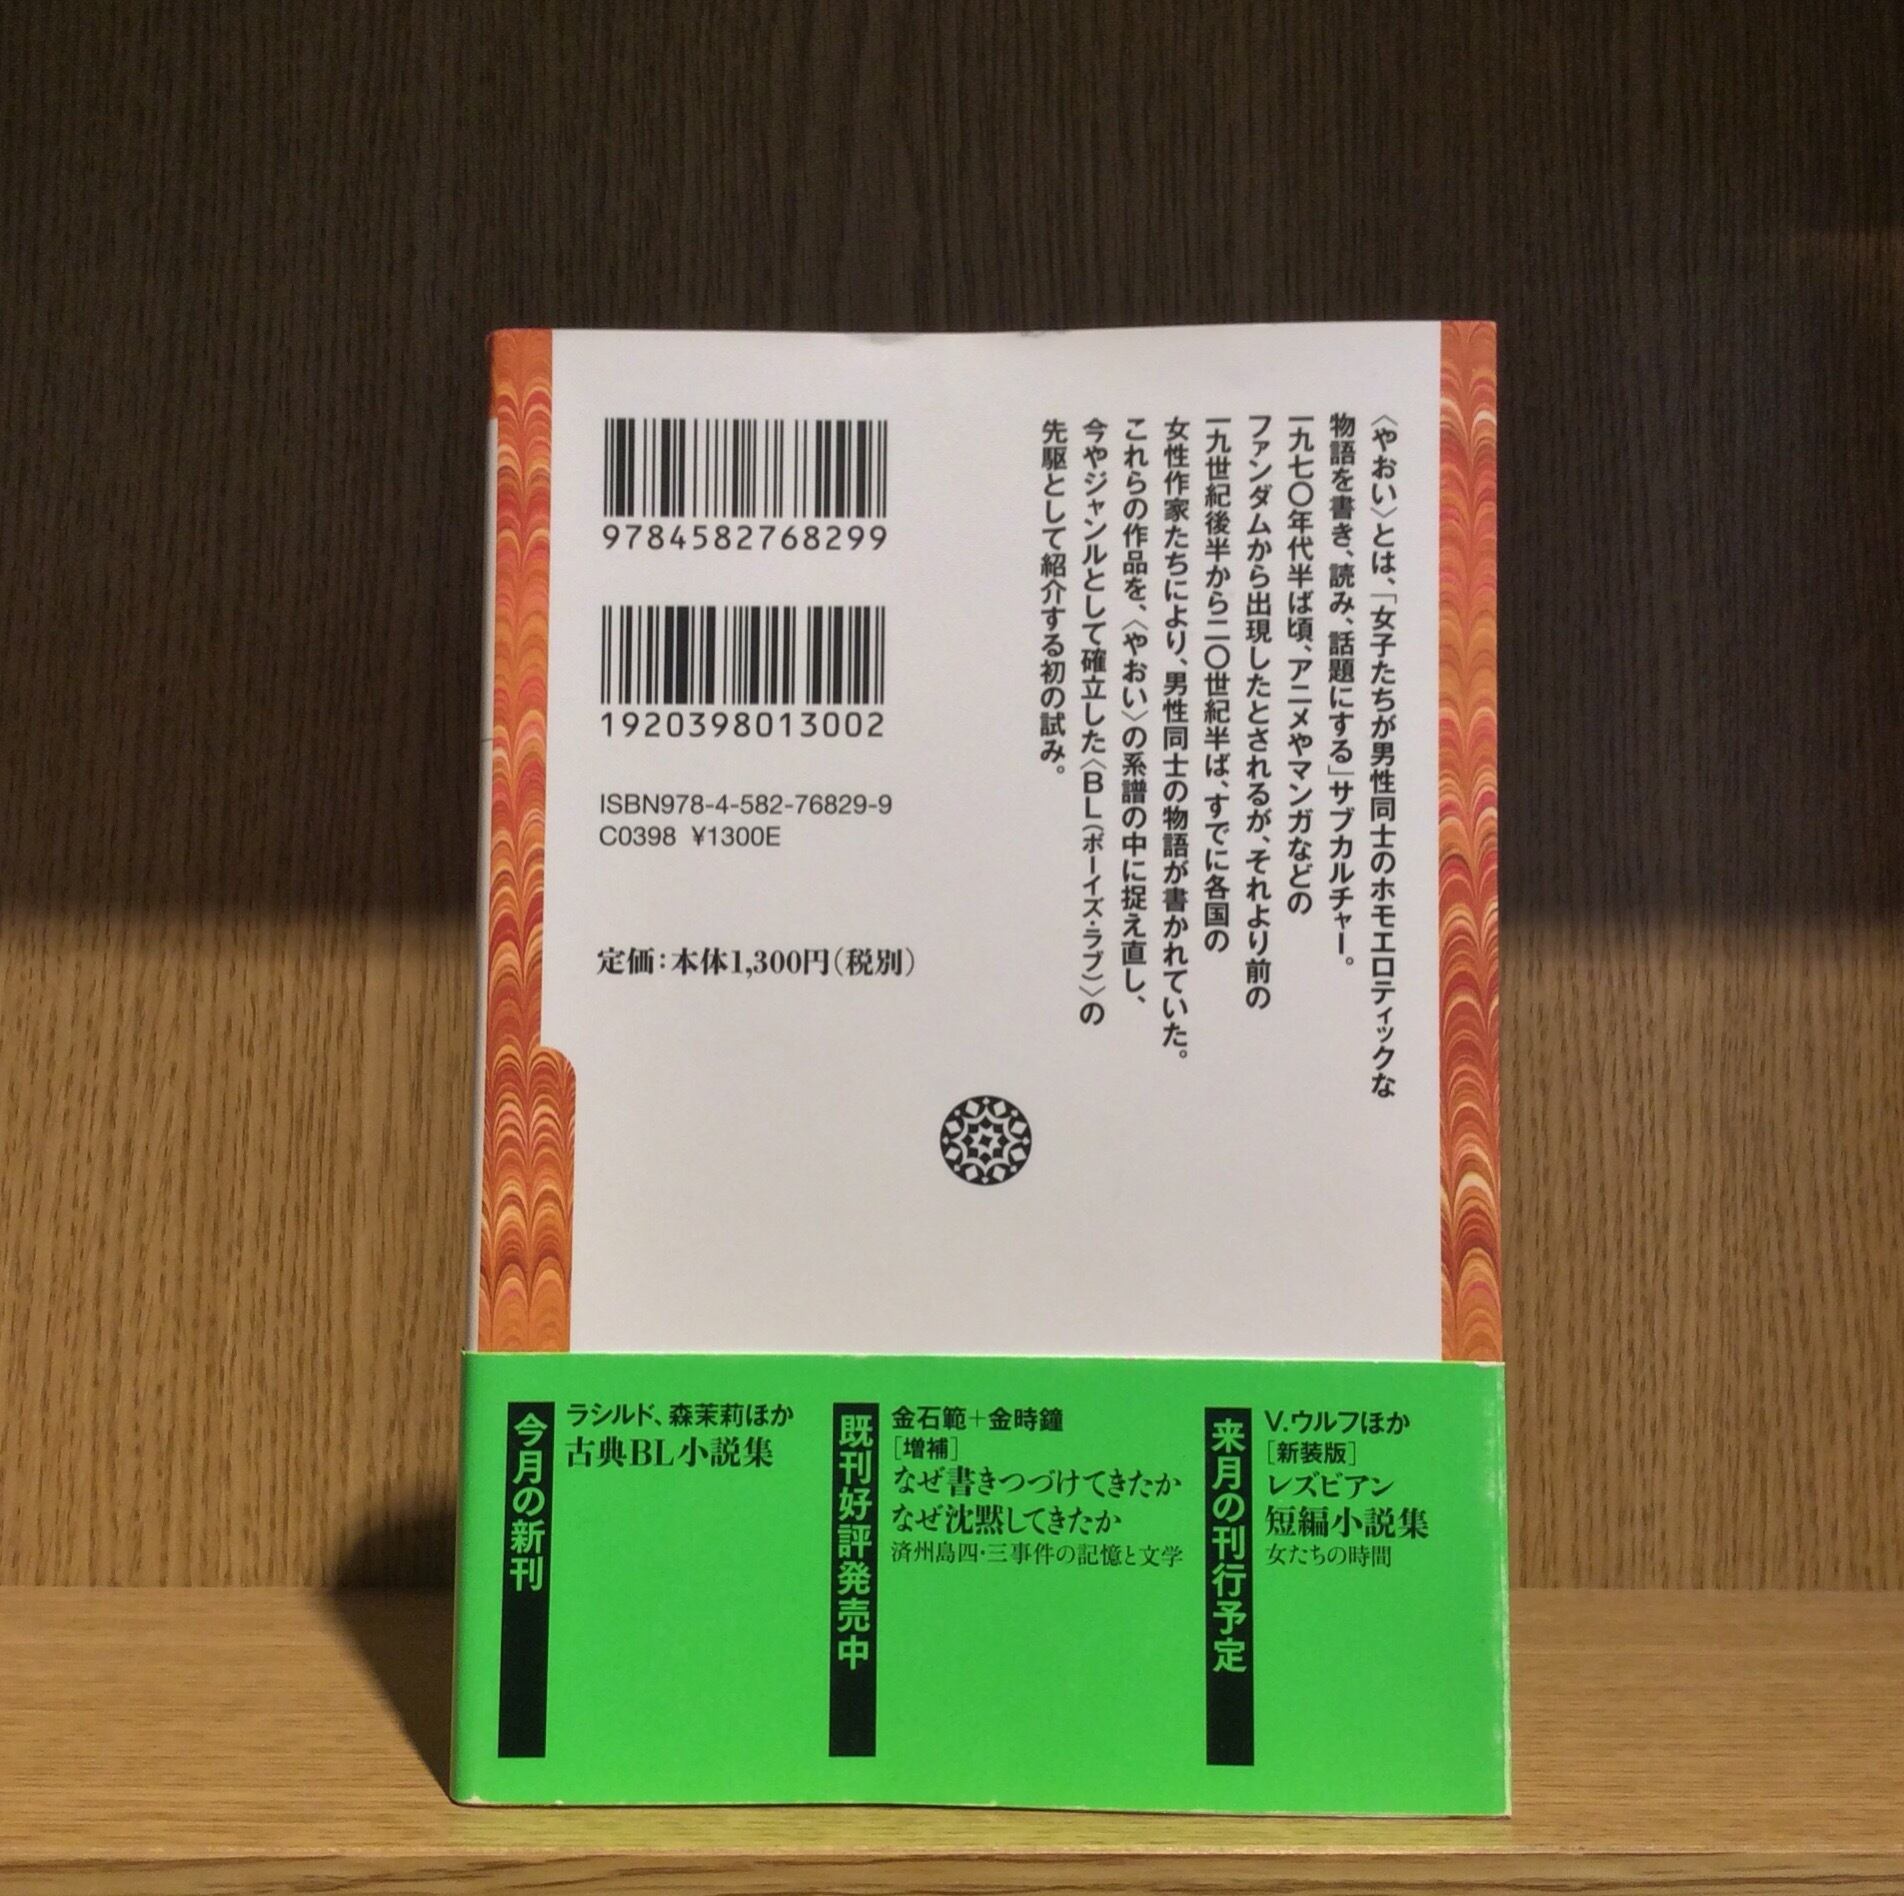 〈やおい〉とは、「女子たちが男性同士のホモエロティックな
物語を書き、読み、話題にする」サブカルチャー。
一九七〇年代半ば頃、アニメやマンガなどの
ファンダムから出現したとされるが、それより前の
一九世紀後半から二〇世紀半ば、すでに各国の
女性作家たちにより、男性同士の物語が書かれていた。
これらの作品を、〈やおい〉の系譜の中に捉え直し、
今やジャンルとして確立した〈BL（ボーイズ・ラブ）〉の
先駆として紹介する初の試み。
9784582768299
1920398013002
ISBN978-4-582-76829-9
C0398 ¥1300E
定価：本体1,300円（税別）
今月の新刊
ラシルド、森茉莉ほか
古典BL小説集
既刊好評発売中
金石範＋金時鐘
［増補］
なぜ書きつづけてきたか
なぜ沈黙してきたか
済州島四・三事件の記憶と文学
来月の刊行予定
V.ウルフほか
［新装版］
レズビアン
短編小説集
女たちの時間